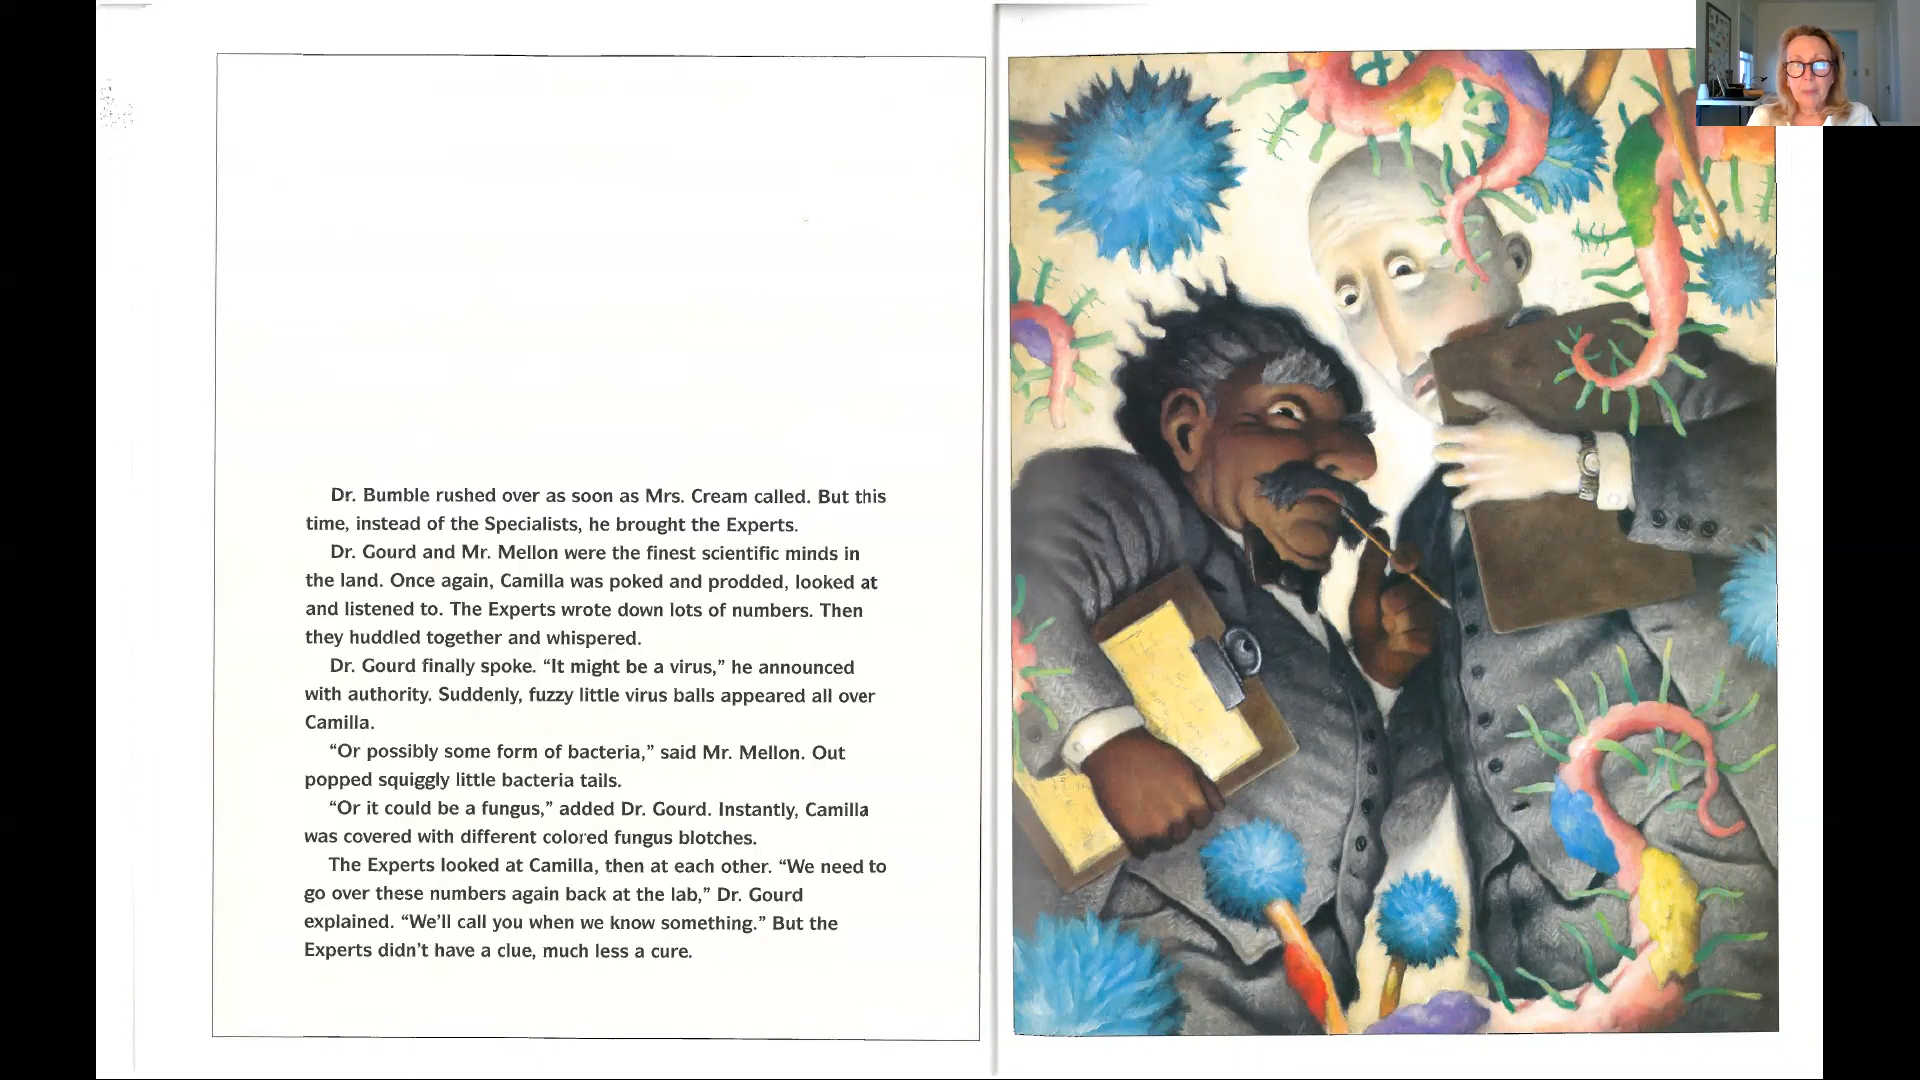 Dr. Bumble rushed over as soon as Mrs. Cream called. But this
time, instead of the Specialists, he brought the Experts.
Dr. Gourd and Mr. Mellon were the finest scientific minds in
the land. Once again, Camilla was poked and prodded, looked at
and listened to. The Experts wrote down lots of numbers. Then
they huddled together and whispered.
Dr. Gourd finally spoke. “It might be a virus,” he announced
with authority. Suddenly, fuzzy little virus balls appeared all over
Camilla.
“Or possibly some form of bacteria,” said Mr. Mellon. Out
popped squiggly little bacteria tails.
“Or it could be a fungus,” added Dr. Gourd. Instantly, Camilla
was covered with different colored fungus blotches.
The Experts looked at Camilla, then at each other. “We need to
go over these numbers again back at the lab,” Dr. Gourd
explained. “We’ll call you when we know something.” But the
Experts didn’t have a clue, much less a cure.